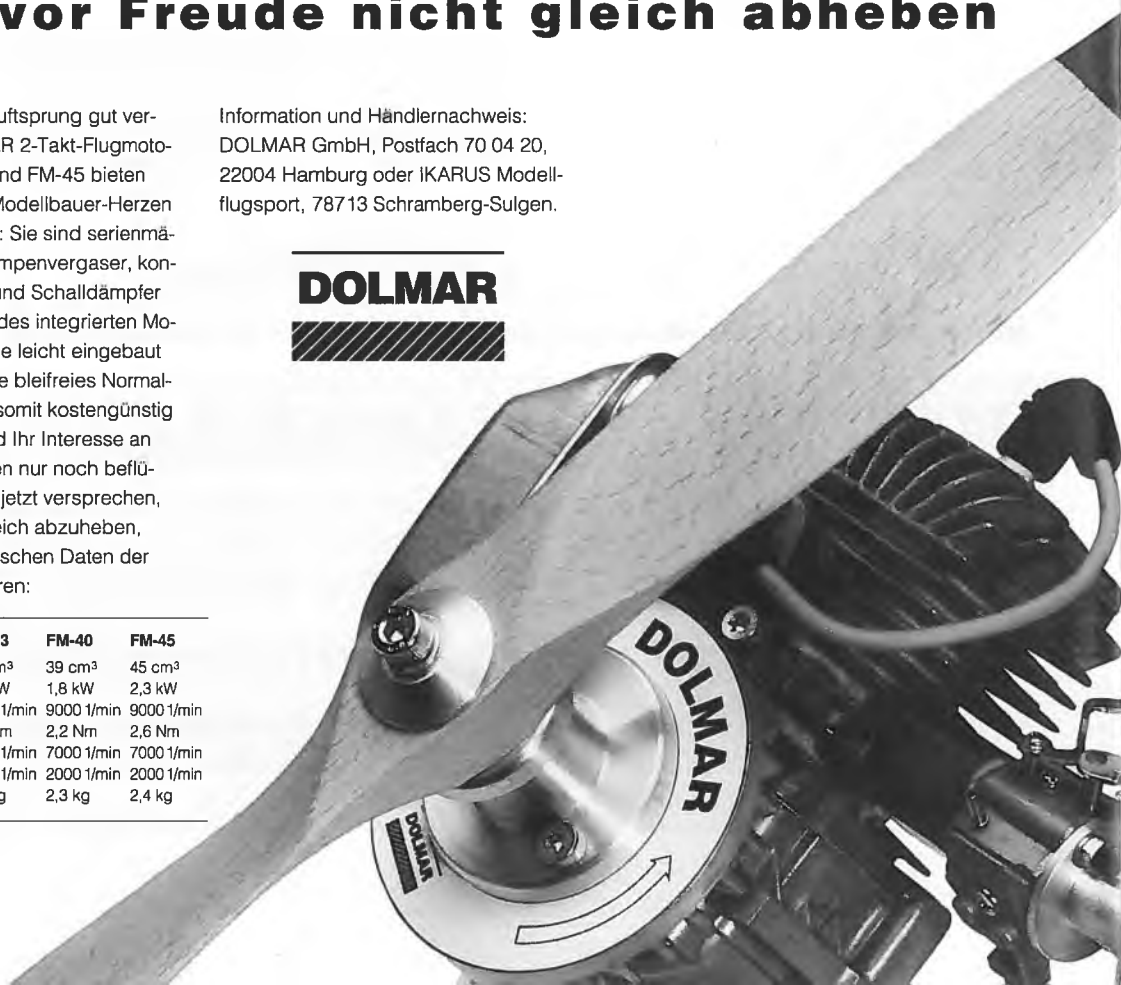 vor Freude nicht gleich abheben
uftsprung gut ver-
R 2-Takt-Flugmoto-
nd FM-45 bieten
Modellbauer-Herzen
: Sie sind serienmä-
mpenvergaser, kon-
und Schalldämpfer
des integrierten Mo-
e leicht eingebaut
e bleifreies Normal-
somit kostengünstig
d Ihr Interesse an
en nur noch beflü-
jetzt versprechen,
eich abzuheben,
ischen Daten der
ren:
3 FM-40 FM-45
m³ 39 cm³ 45 cm³
W 1,8 kW 2,3 kW
1/min 9000 1/min 9000 1/min
m 2,2 Nm 2,6 Nm
1/min 7000 1/min 7000 1/min
1/min 2000 1/min 2000 1/min
g 2,3 kg 2,4 kg
Information und Händlernachweis:
DOLMAR GmbH, Postfach 70 04 20,
22004 Hamburg oder IKARUS Modell-
flugsport, 78713 Schramberg-Sulgen.
DOLMAR
DOLMAR
DOLMAR